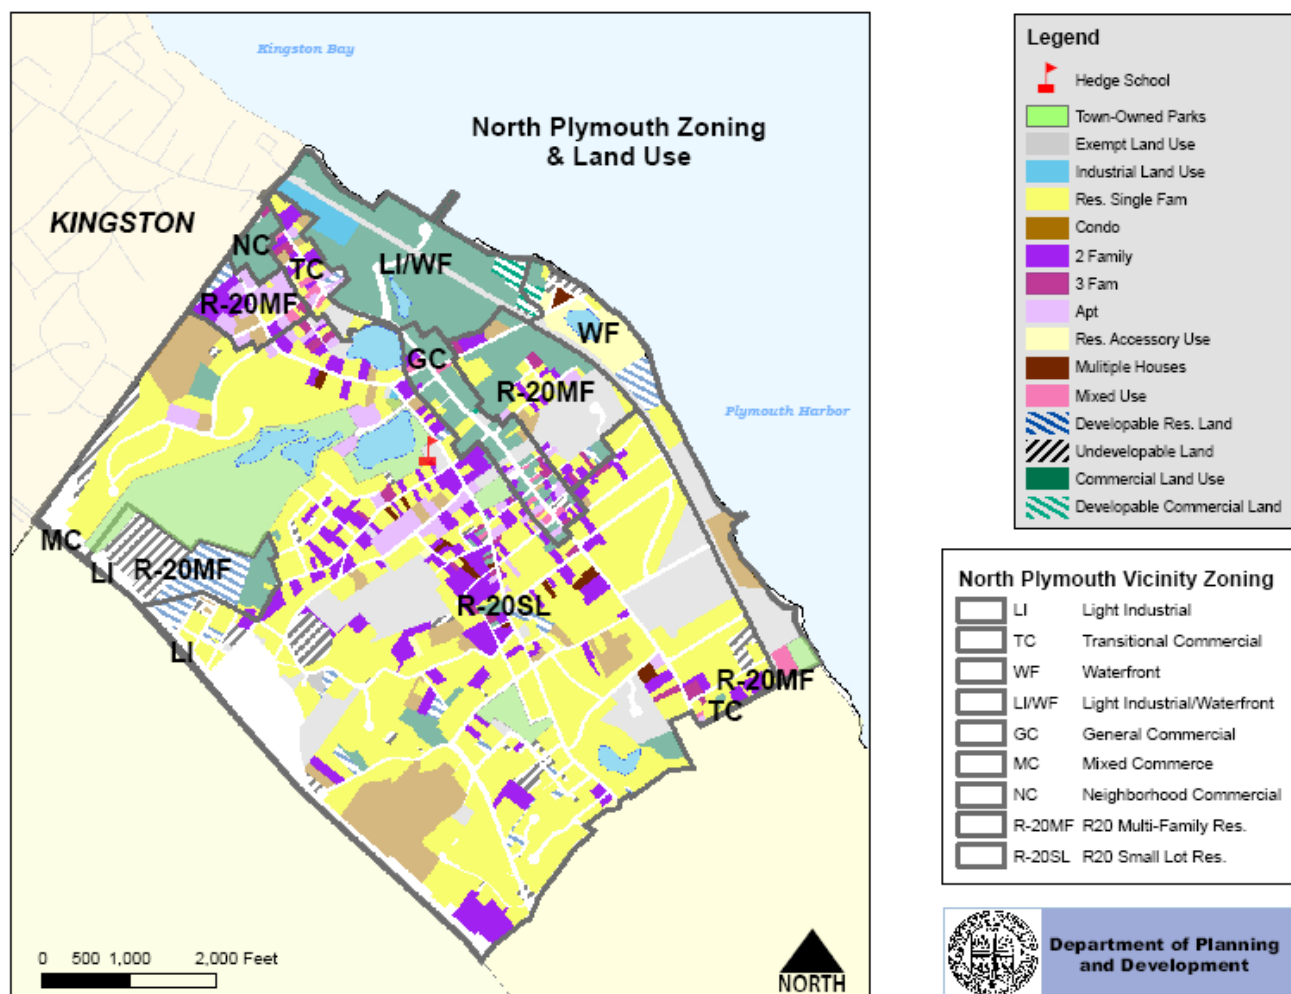 Kingston Bay
North Plymouth Zoning
& Land Use
KINGSTON
NC
TC
LI/WF
R-20MF
GC
WF
R-20MF
Plymouth Harbor
MC
LI
R-20MF
R-20SL
LI
R-20MF
TC
0 500 1,000 2,000 Feet
NORTH
Legend
Hedge School
Town-Owned Parks
Exempt Land Use
Industrial Land Use
Res. Single Fam
Condo
2 Family
3 Fam
Apt
Res. Accessory Use
Mulitiple Houses
Mixed Use
Developable Res. Land
Undevelopable Land
Commercial Land Use
Developable Commercial Land
North Plymouth Vicinity Zoning
LI Light Industrial
TC Transitional Commercial
WF Waterfront
LI/WF Light Industrial/Waterfront
GC General Commercial
MC Mixed Commerce
NC Neighborhood Commercial
R-20MF R20 Multi-Family Res.
R-20SL R20 Small Lot Res.
Department of Planning
and Development